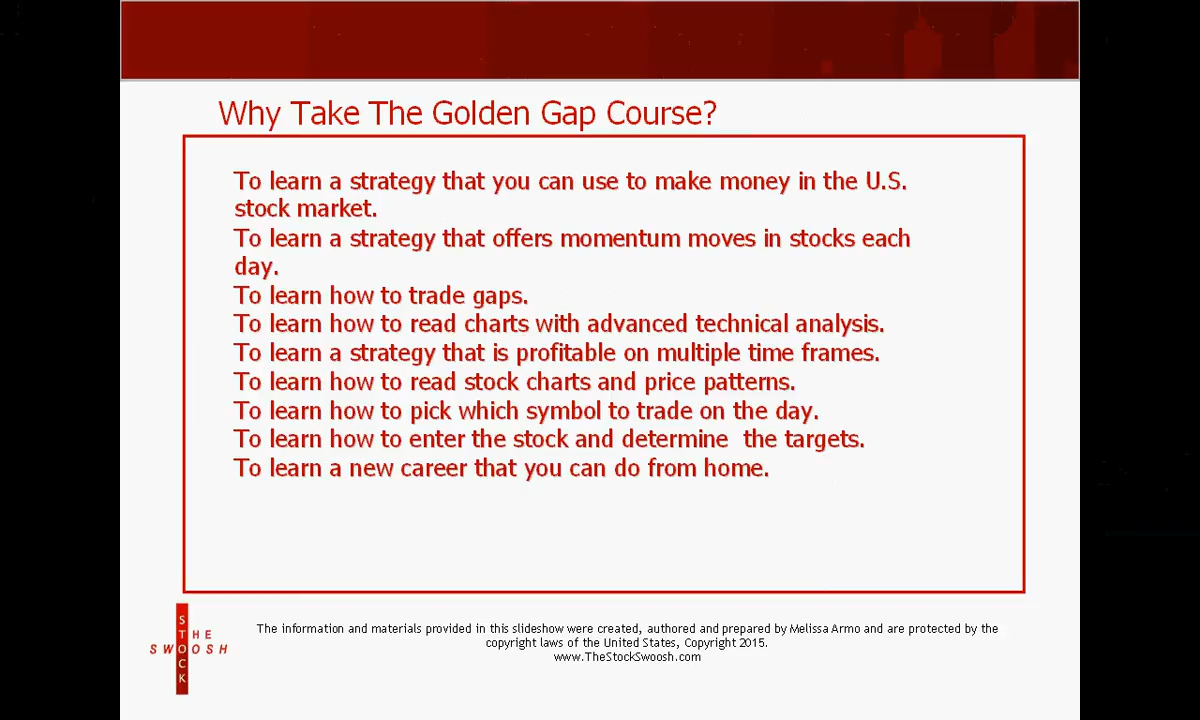 Why Take The Golden Gap Course?
To learn a strategy that you can use to make money in the U.S.
stock market.
To learn a strategy that offers momentum moves in stocks each
day.
To learn how to trade gaps.
To learn how to read charts with advanced technical analysis.
To learn a strategy that is profitable on multiple time frames.
To learn how to read stock charts and price patterns.
To learn how to pick which symbol to trade on the day.
To learn how to enter the stock and determine  the targets.
To learn a new career that you can do from home.
THE
STOCK
SWOOSH
The information and materials provided in this slideshow were created, authored and prepared by Melissa Armo and are protected by the
copyright laws of the United States, Copyright 2015.
www.TheStockSwoosh.com